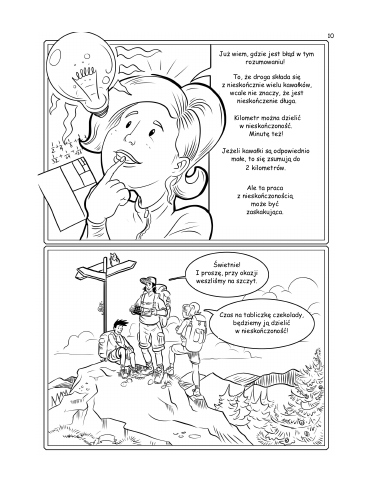 10
Już wiem, gdzie jest błąd w tym
rozumowaniu!
To, że droga składa się
z nieskończnie wielu kawałków,
wcale nie znaczy, że jest
nieskończenie długa.
Kilometr można dzielić
w nieskończoność.
Minutę też!
Jeżeli kawałki są odpowiednio
małe, to się zsumują do
2 kilometrów.
Ale ta praca
z nieskończonością
może być
zaskakująca.
Świetnie!
I proszę, przy okazji
weszliśmy na szczyt.
Czas na tabliczkę czekolady,
będziemy ją dzielić
w nieskończoność!